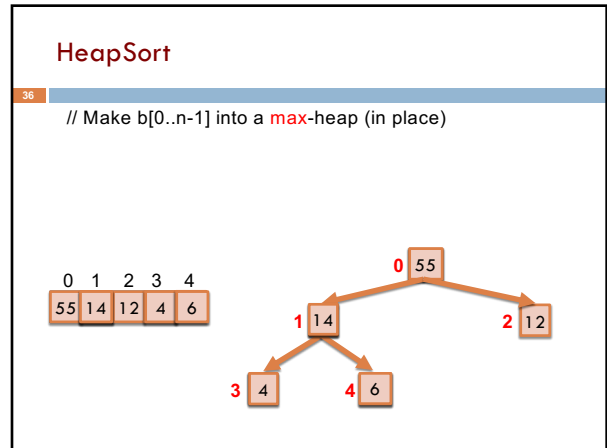 HeapSort
36
// Make b[0..n-1] into a max-heap (in place)
0 1 2 3 4
55 14 12 4 6
0 55
1 14 2 12
3 4 4 6